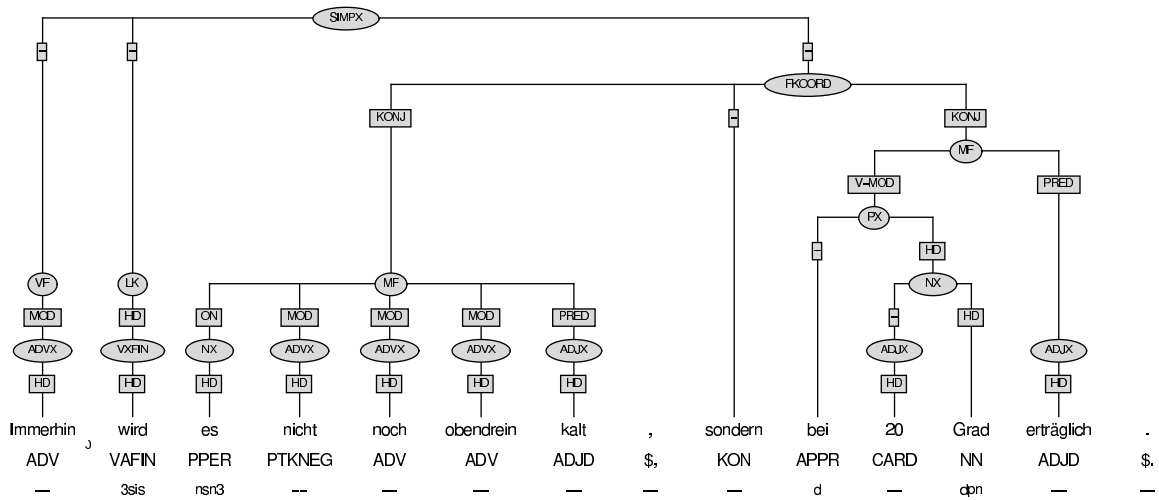 SIMPX
– – –
FKOORD
KONJ – KONJ
MF
V–MOD PRED
PX
– HD
VF LK MF NX
MOD HD ON MOD MOD MOD PRED – HD
ADVX VXFIN NX ADVX ADVX ADVX ADJX ADJX ADJX
HD HD HD HD HD HD HD HD HD
Immerhin wird es nicht noch obendrein kalt , sondern bei 20 Grad erträglich .
J
ADV VAFIN PPER PTKNEG ADV ADV ADJD $, KON APPR CARD NN ADJD $.
— 3sis nsn3 -- — — — — — d — dpn — —